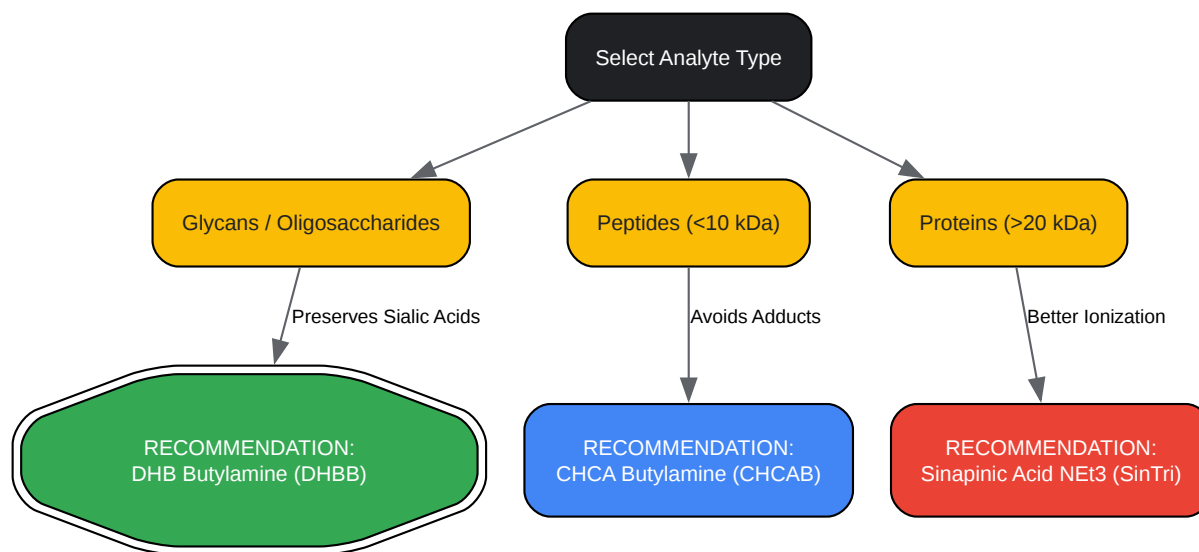 Select Analyte Type
Glycans / Oligosaccharides
Peptides (<10 kDa)
Proteins (>20 kDa)
Preserves Sialic Acids
Avoids Adducts
Better Ionization
RECOMMENDATION:
DHB Butylamine (DHBB)
RECOMMENDATION:
CHCA Butylamine (CHCAB)
RECOMMENDATION:
Sinapinic Acid NEt3 (SinTri)